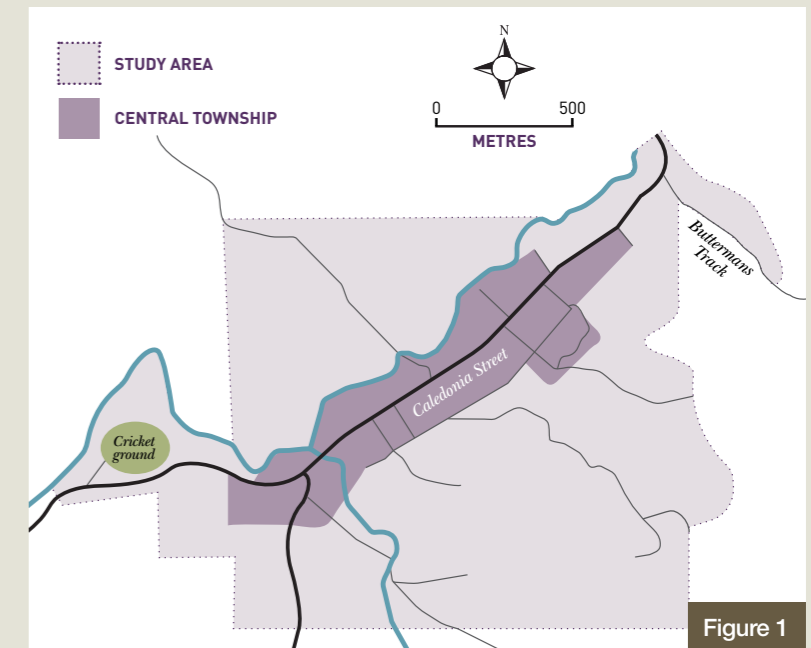 STUDY AREA
CENTRAL TOWNSHIP
N
0 500
METRES
Buttermans
Track
Caledonia Street
Cricket
ground
Figure 1